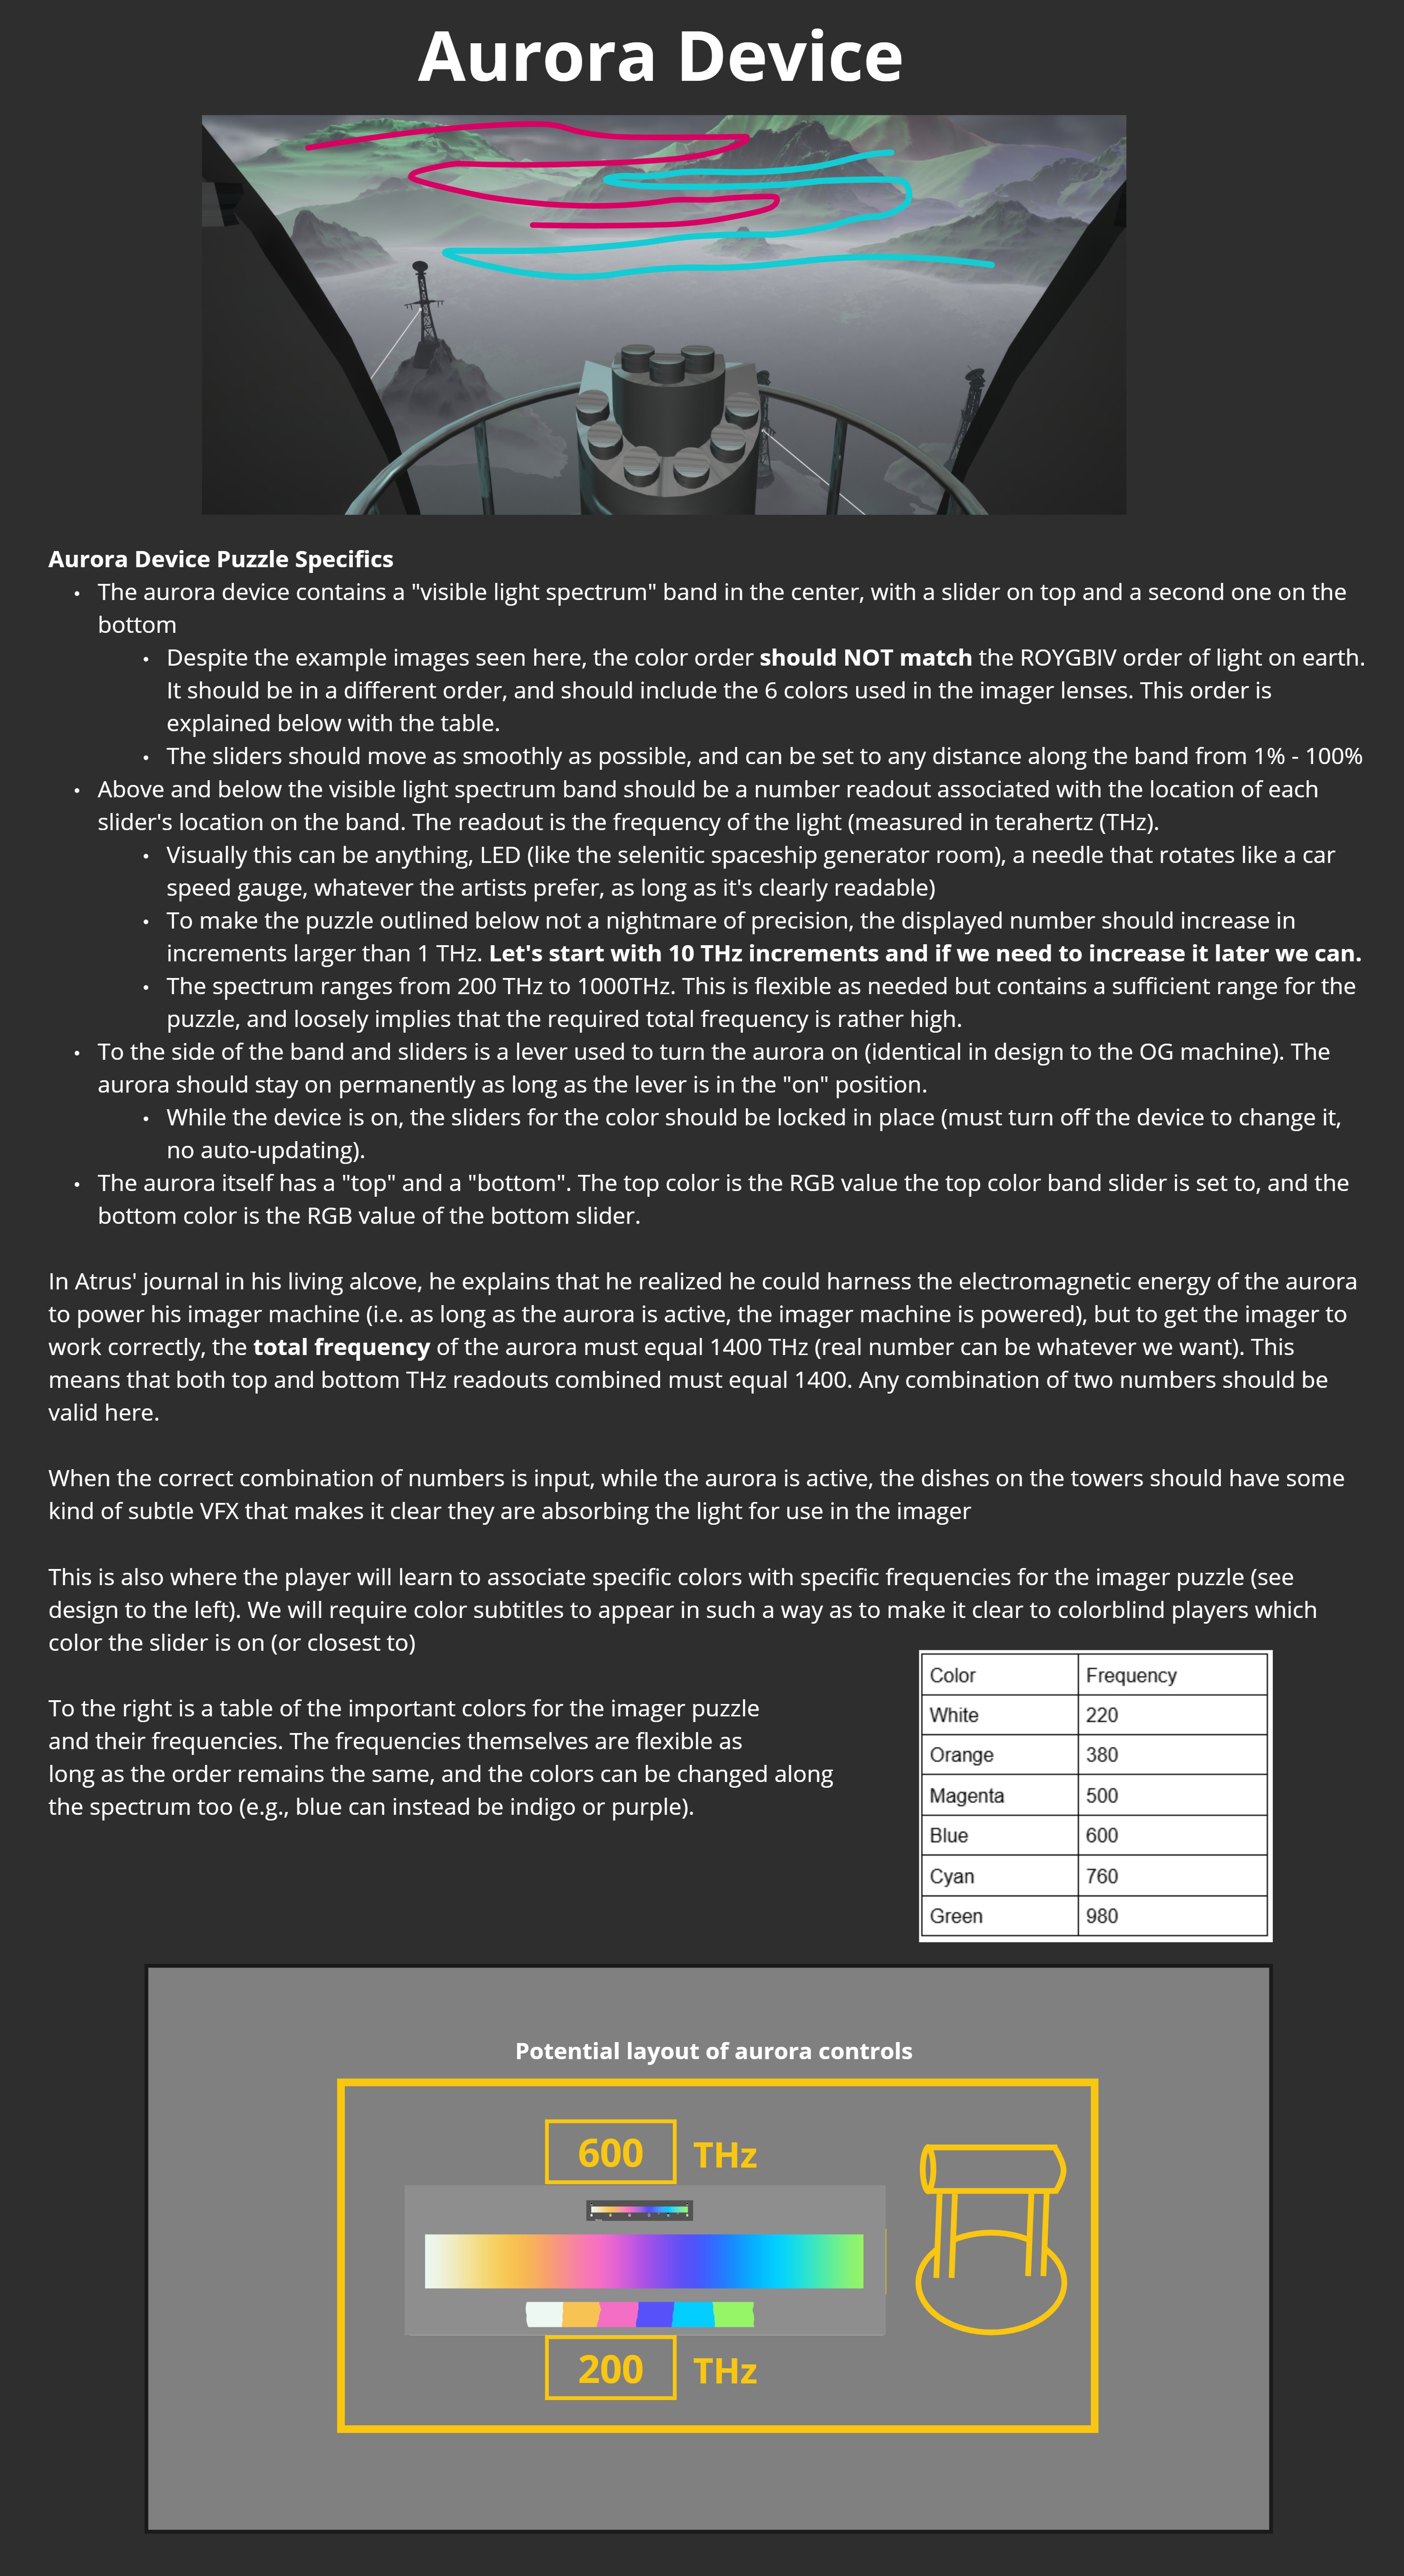 Aurora Device
Aurora Device Puzzle Specifics
• The aurora device contains a "visible light spectrum" band in the center, with a slider on top and a second one on the
bottom
• Despite the example images seen here, the color order should NOT match the ROYGBIV order of light on earth.
It should be in a different order, and should include the 6 colors used in the imager lenses. This order is
explained below with the table.
• The sliders should move as smoothly as possible, and can be set to any distance along the band from 1% - 100%
• Above and below the visible light spectrum band should be a number readout associated with the location of each
slider's location on the band. The readout is the frequency of the light (measured in terahertz (THz).
• Visually this can be anything, LED (like the selenitic spaceship generator room), a needle that rotates like a car
speed gauge, whatever the artists prefer, as long as it's clearly readable)
• To make the puzzle outlined below not a nightmare of precision, the displayed number should increase in
increments larger than 1 THz. Let's start with 10 THz increments and if we need to increase it later we can.
• The spectrum ranges from 200 THz to 1000THz. This is flexible as needed but contains a sufficient range for the
puzzle, and loosely implies that the required total frequency is rather high.
• To the side of the band and sliders is a lever used to turn the aurora on (identical in design to the OG machine). The
aurora should stay on permanently as long as the lever is in the "on" position.
• While the device is on, the sliders for the color should be locked in place (must turn off the device to change it,
no auto-updating).
• The aurora itself has a "top" and a "bottom". The top color is the RGB value the top color band slider is set to, and the
bottom color is the RGB value of the bottom slider.
In Atrus' journal in his living alcove, he explains that he realized he could harness the electromagnetic energy of the aurora
to power his imager machine (i.e. as long as the aurora is active, the imager machine is powered), but to get the imager to
work correctly, the total frequency of the aurora must equal 1400 THz (real number can be whatever we want). This
means that both top and bottom THz readouts combined must equal 1400. Any combination of two numbers should be
valid here.
When the correct combination of numbers is input, while the aurora is active, the dishes on the towers should have some
kind of subtle VFX that makes it clear they are absorbing the light for use in the imager
This is also where the player will learn to associate specific colors with specific frequencies for the imager puzzle (see
design to the left). We will require color subtitles to appear in such a way as to make it clear to colorblind players which
color the slider is on (or closest to)
To the right is a table of the important colors for the imager puzzle
and their frequencies. The frequencies themselves are flexible as
long as the order remains the same, and the colors can be changed along
the spectrum too (e.g., blue can instead be indigo or purple).
Color Frequency
White 220
Orange 380
Magenta 500
Blue 600
Cyan 760
Green 980
Potential layout of aurora controls
600 THz
200 THz